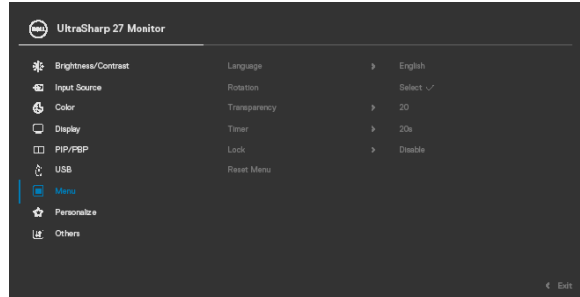 DELL UltraSharp 27 Monitor
Brightness/Contrast Language English
Input Source Rotation Select
Color Transparency 20
Display Timer 20s
PIP/PBP Lock Disable
USB Reset Menu
Menu
Personalize
Others
Exit